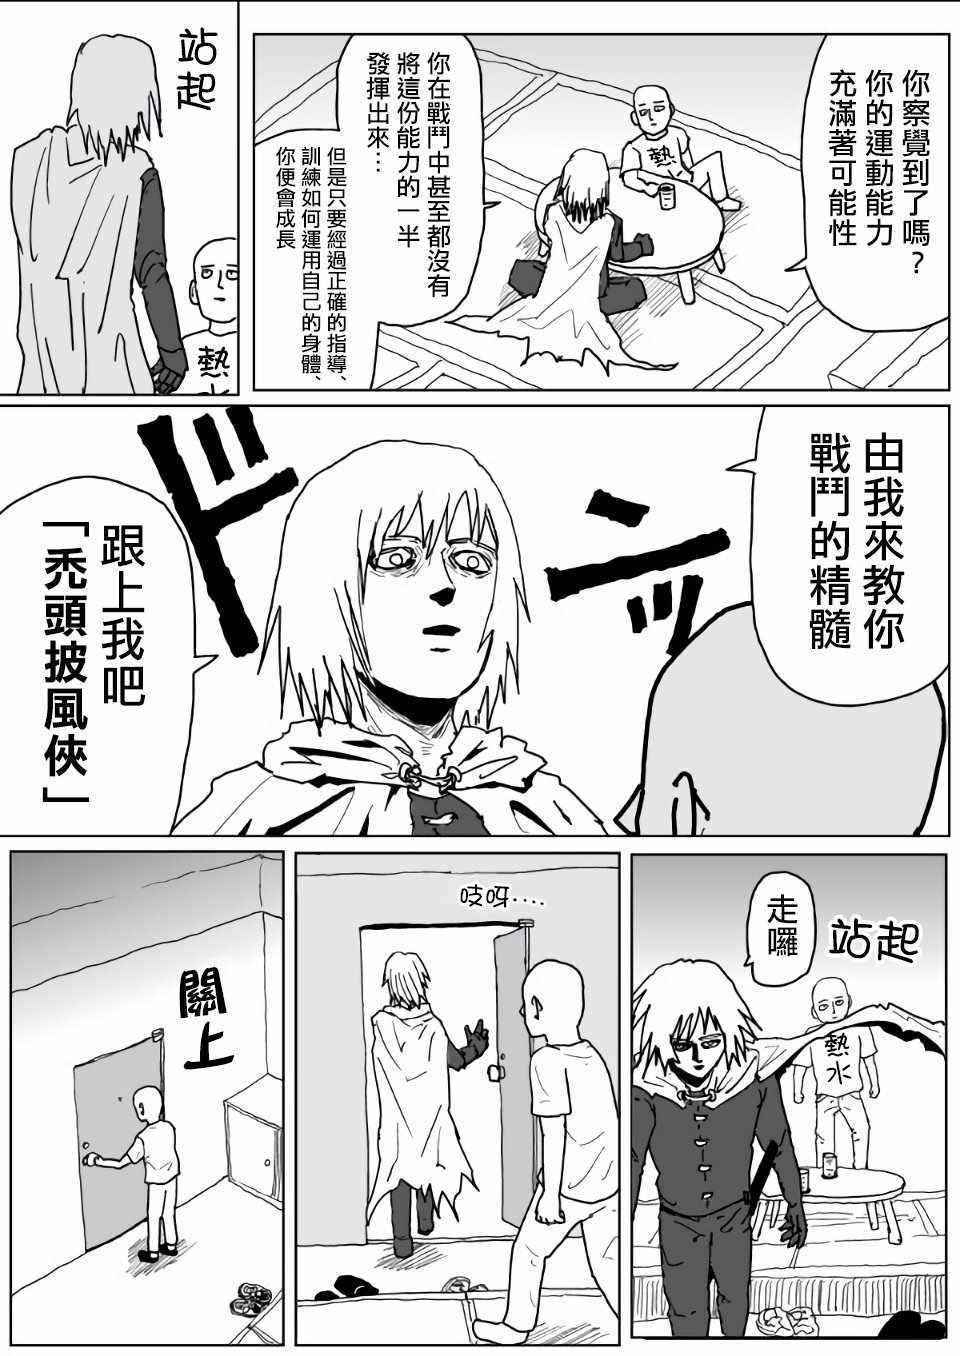 你察覺到了嗎？
你的運動能力
充滿著可能性
熱
你在戰鬥中甚至都沒有
將這份能力的一半
發揮出來…
但是只要經過正確的指導、
訓練如何運用自己的身體、
你便會成長
站起
熱水
由我來教你
戰鬥的精髓
ドーン
跟上我吧
「禿頭披風俠」
走囉
站起
熱水
吱呀....
關上